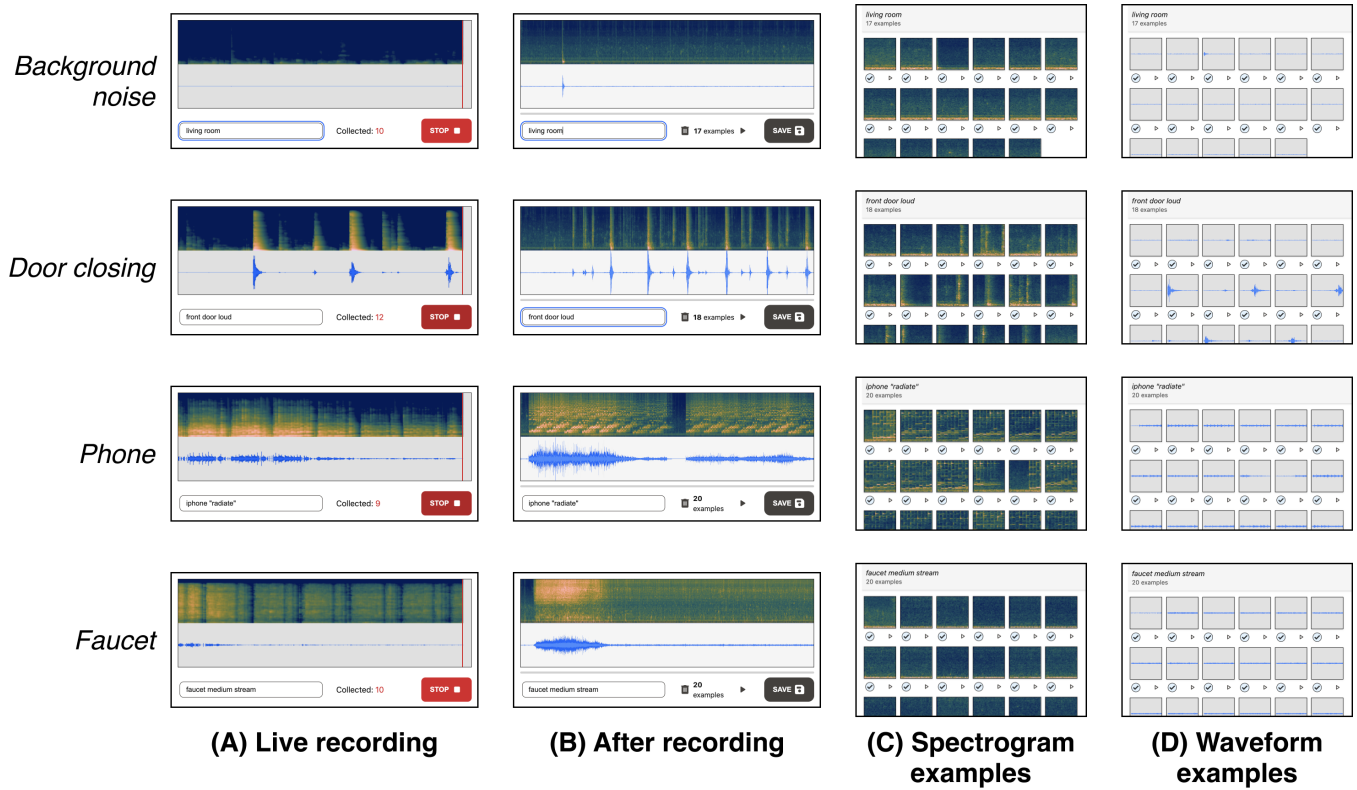 Background
noise
living room
Collected: 10
STOP
living room
17 examples
SAVE
living room
17 examples
living room
17 examples
Door closing
front door loud
Collected: 12
STOP
front door loud
18 examples
SAVE
front door loud
18 examples
front door loud
18 examples
Phone
iphone "radiate"
Collected: 9
STOP
iphone "radiate"
20
examples
SAVE
iphone "radiate"
20 examples
iphone "radiate"
20 examples
Faucet
faucet medium stream
Collected: 10
STOP
faucet medium stream
20
examples
SAVE
faucet medium stream
20 examples
faucet medium stream
20 examples
(A) Live recording
(B) After recording
(C) Spectrogram
examples
(D) Waveform
examples